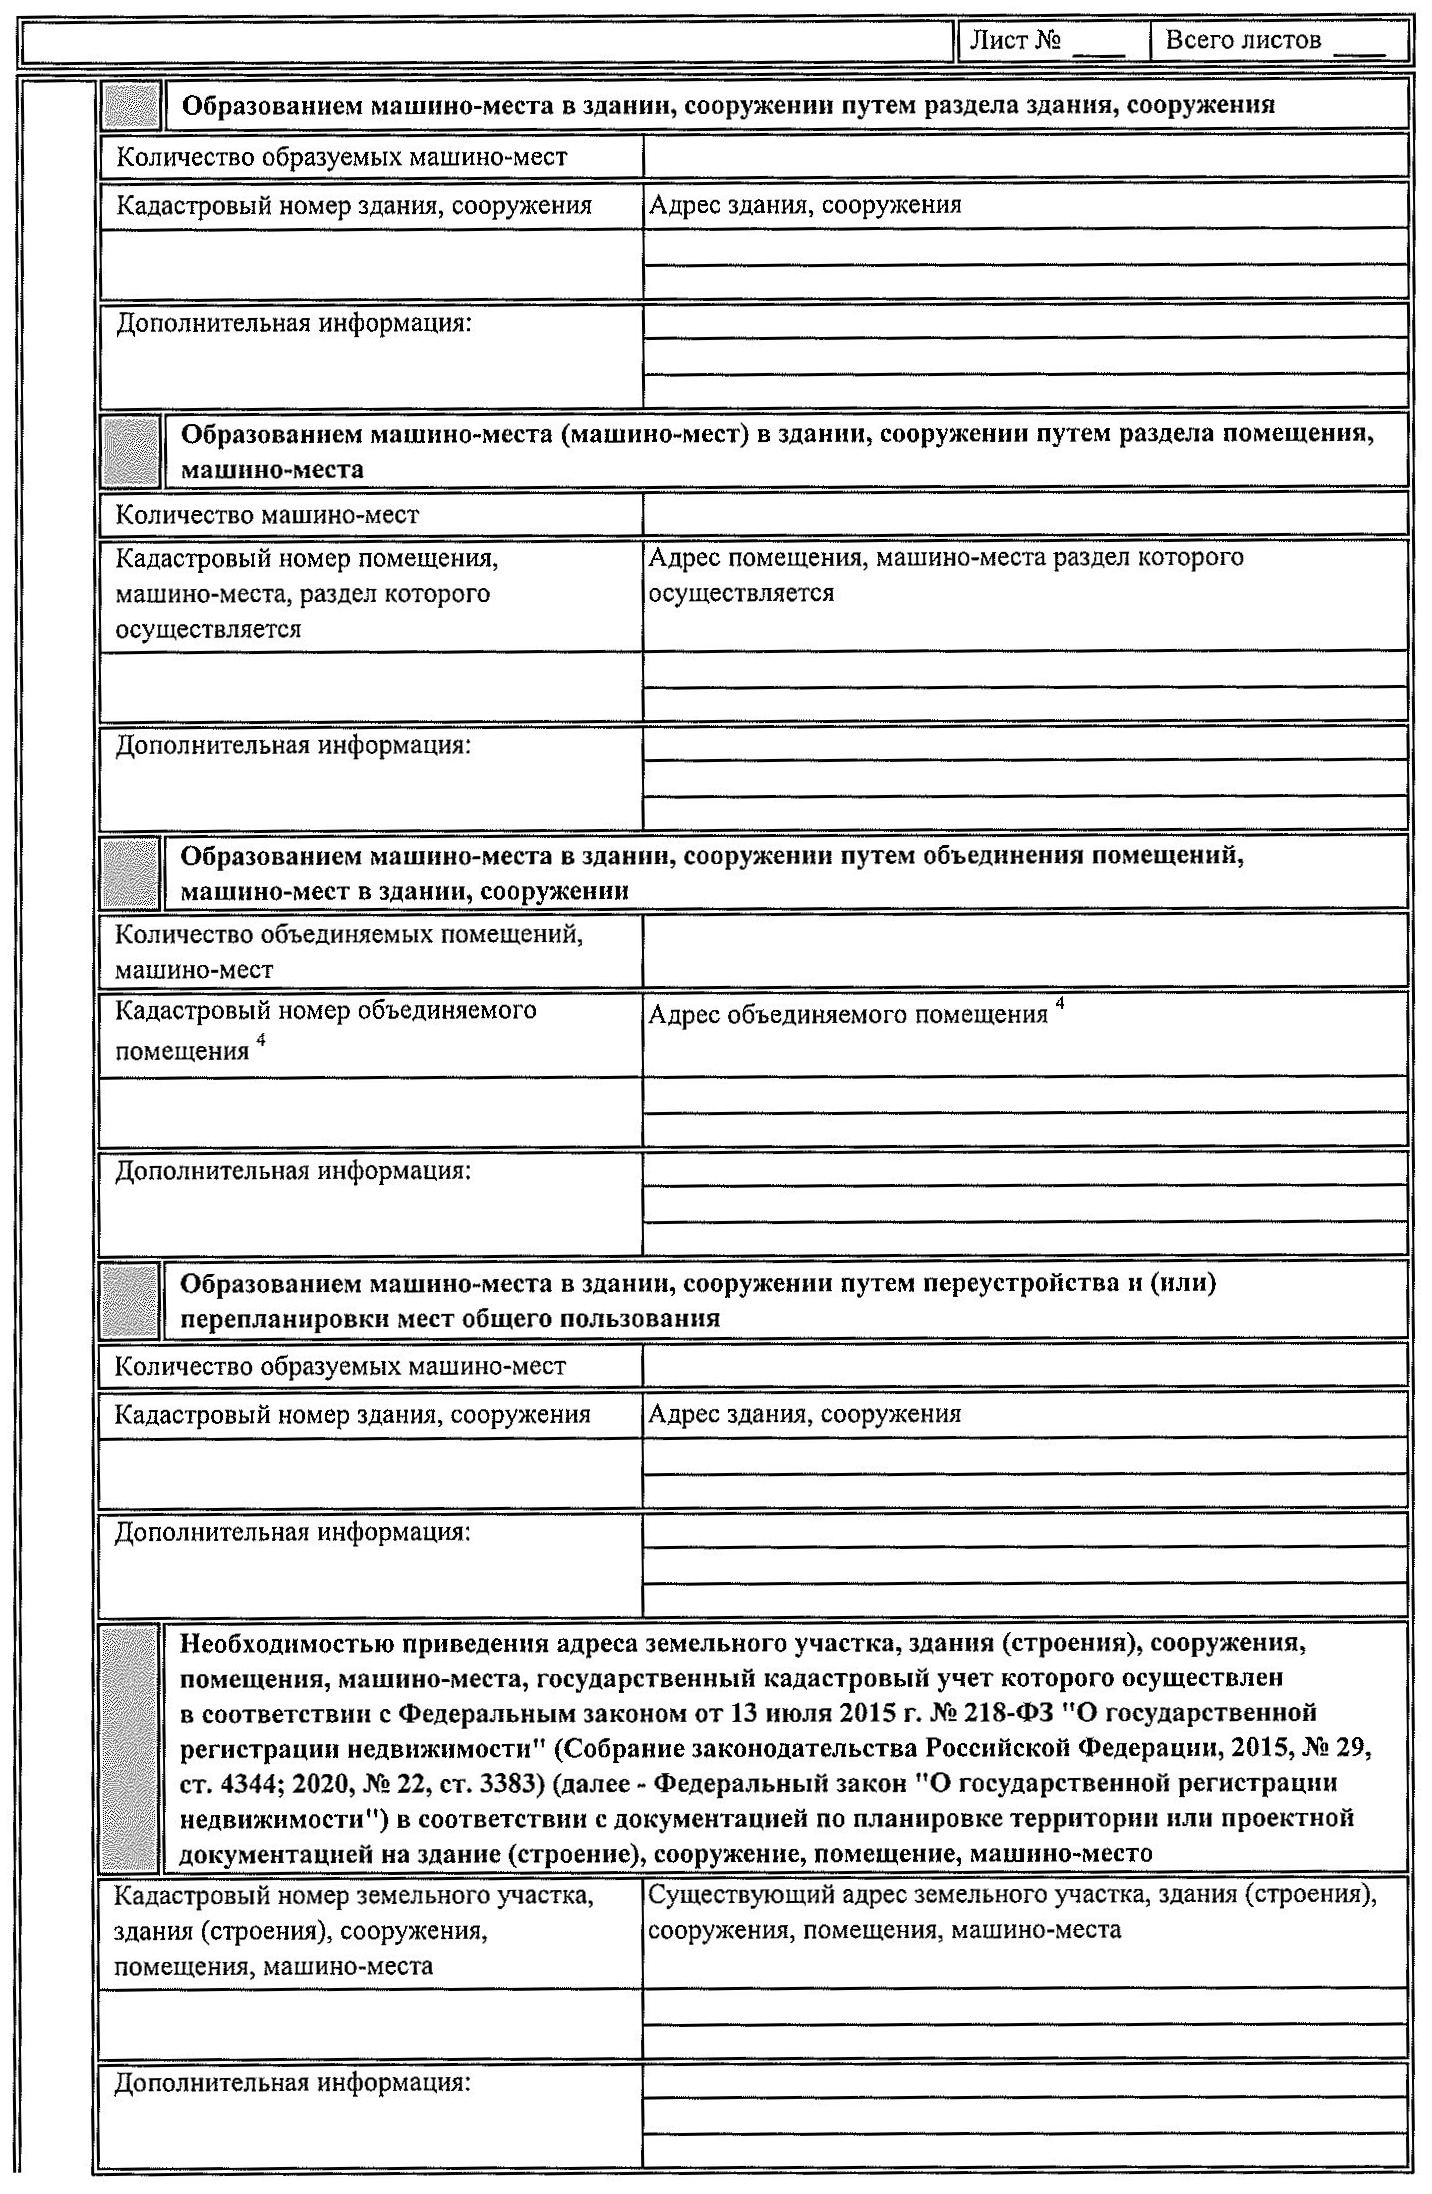 Лист № ____ Всего листов ____
Образованием машино-места в здании, сооружении путем раздела здания, сооружения
Количество образуемых машино-мест
Кадастровый номер здания, сооружения Адрес здания, сооружения
Дополнительная информация:
Образованием машино-места (машино-мест) в здании, сооружении путем раздела помещения,
машино-места
Количество машино-мест
Кадастровый номер помещения,
машино-места, раздел которого
осуществляется
Адрес помещения, машино-места раздел которого
осуществляется
Дополнительная информация:
Образованием машино-места в здании, сооружении путем объединения помещений,
машино-мест в здании, сооружении
Количество объединяемых помещений,
машино-мест
Кадастровый номер объединяемого
помещения 4
Адрес объединяемого помещения 4
Дополнительная информация:
Образованием машино-места в здании, сооружении путем переустройства и (или)
перепланировки мест общего пользования
Количество образуемых машино-мест
Кадастровый номер здания, сооружения Адрес здания, сооружения
Дополнительная информация:
Необходимостью приведения адреса земельного участка, здания (строения), сооружения,
помещения, машино-места, государственный кадастровый учет которого осуществлен
в соответствии с Федеральным законом от 13 июля 2015 г. № 218-ФЗ "О государственной
регистрации недвижимости" (Собрание законодательства Российской Федерации, 2015, № 29,
ст. 4344; 2020, № 22, ст. 3383) (далее - Федеральный закон "О государственной регистрации
недвижимости") в соответствии с документацией по планировке территории или проектной
документацией на здание (строение), сооружение, помещение, машино-место
Кадастровый номер земельного участка,
здания (строения), сооружения,
помещения, машино-места
Существующий адрес земельного участка, здания (строения),
сооружения, помещения, машино-места
Дополнительная информация: